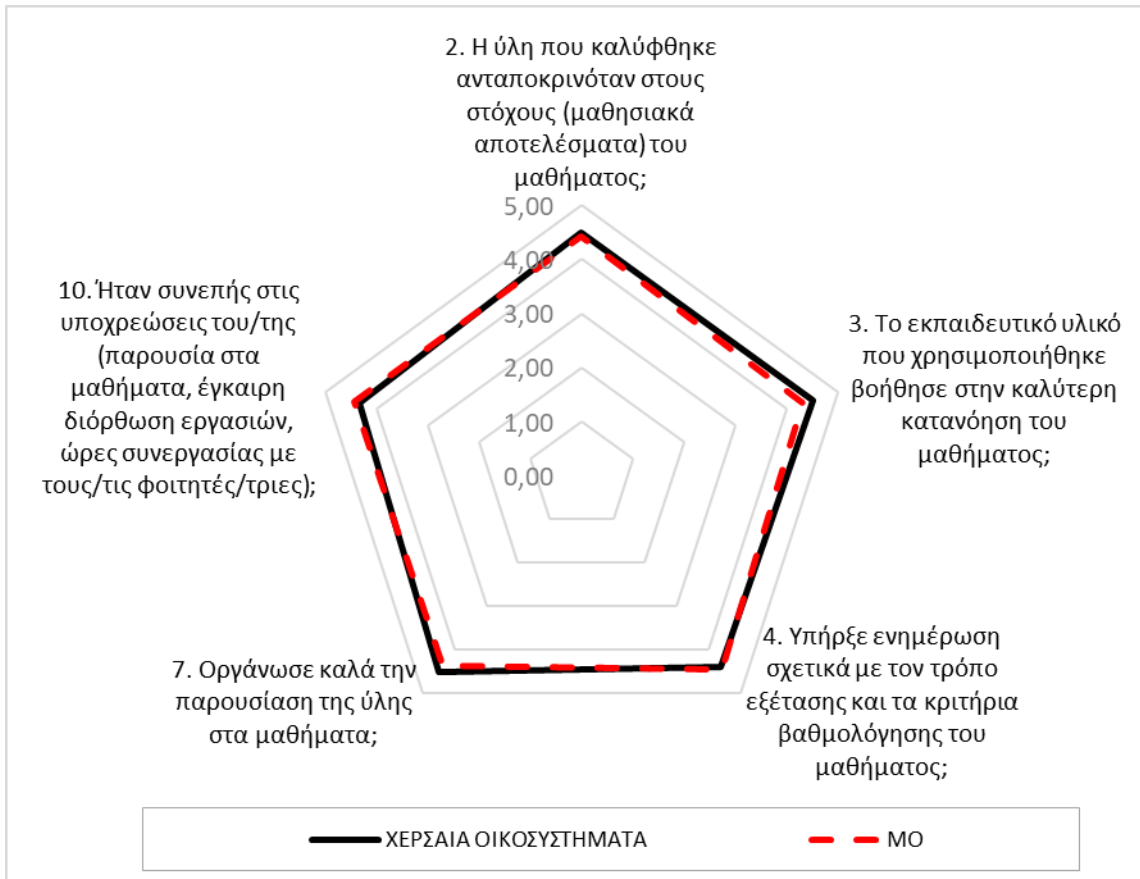 2. Η ύλη που καλύφθηκε
ανταποκρινόταν στους
στόχους (μαθησιακά
αποτελέσματα) του
μαθήματος;
5,00
4,00
3,00
2,00
1,00
0,00
3. Το εκπαιδευτικό υλικό
που χρησιμοποιήθηκε
βοήθησε στην καλύτερη
κατανόηση του
μαθήματος;
4. Υπήρξε ενημέρωση
σχετικά με τον τρόπο
εξέτασης και τα κριτήρια
βαθμολόγησης του
μαθήματος;
7. Οργάνωσε καλά την
παρουσίαση της ύλης
στα μαθήματα;
10. Ήταν συνεπής στις
υποχρεώσεις του/της
(παρουσία στα
μαθήματα, έγκαιρη
διόρθωση εργασιών,
ώρες συνεργασίας με
τους/τις φοιτητές/τριες);
ΧΕΡΣΑΙΑ ΟΙΚΟΣΥΣΤΗΜΑΤΑ
ΜΟ